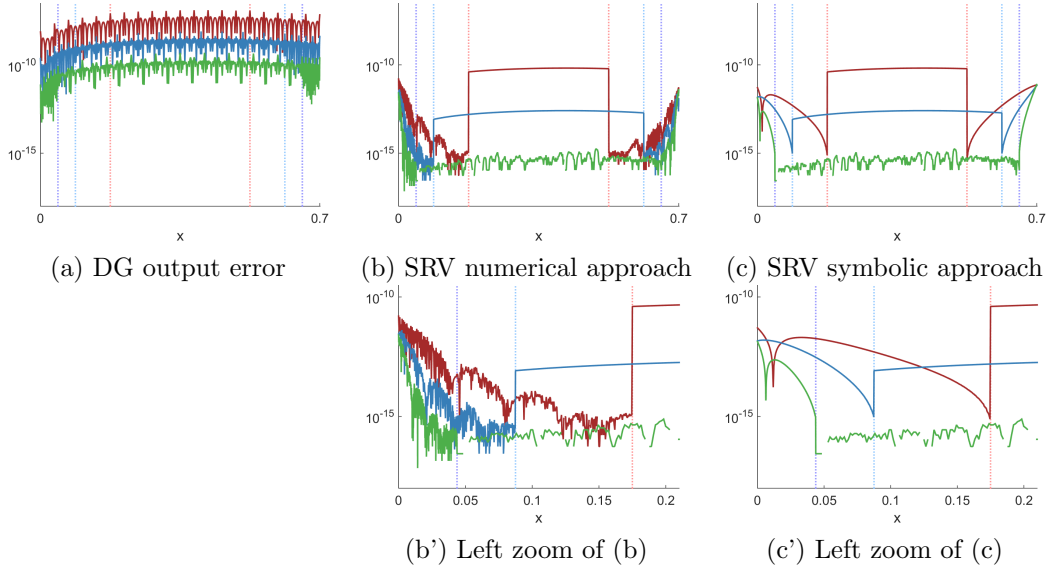 10^-10
10^-15
0
0.7
x
(a) DG output error
10^-10
10^-15
0
0.7
x
(b) SRV numerical approach
10^-10
10^-15
0
0.7
x
(c) SRV symbolic approach
10^-10
10^-15
0
0.05
0.1
0.15
0.2
x
(b') Left zoom of (b)
10^-10
10^-15
0
0.05
0.1
0.15
0.2
x
(c') Left zoom of (c)